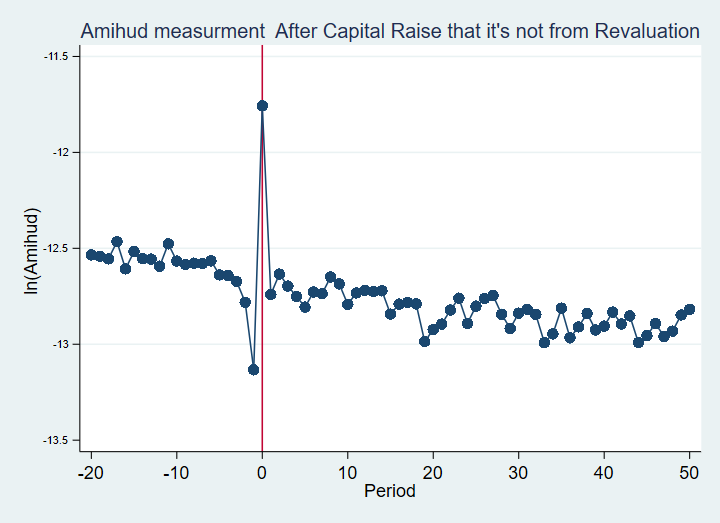 Amihud measurment After Capital Raise that it's not from Revaluation
-11.5
-12
-12.5
-13
-13.5
ln(Amihud)
-20 -10 0 10 20 30 40 50
Period